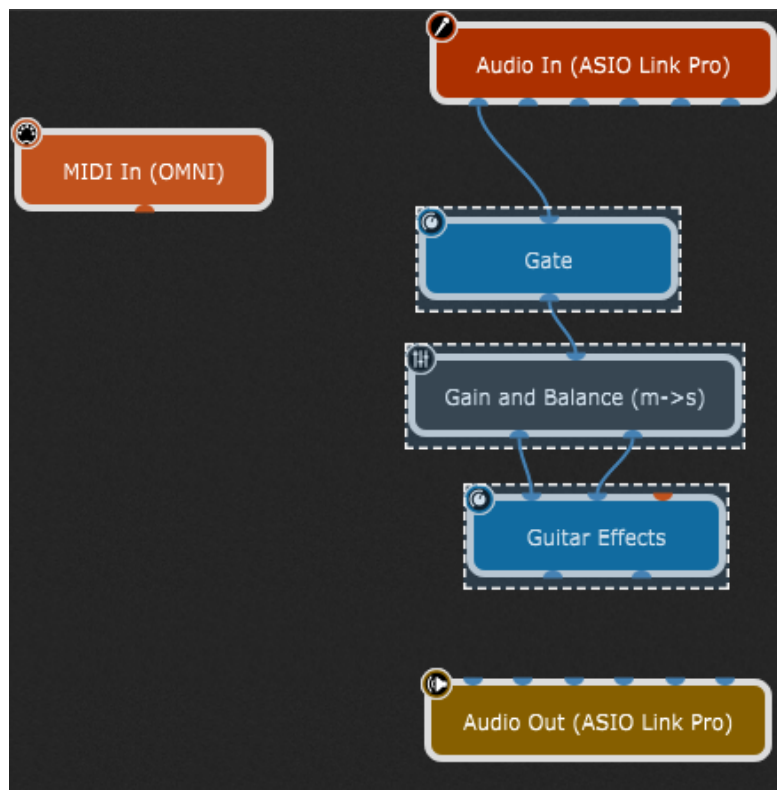 Audio In (ASIO Link Pro)
MIDI In (OMNI)
Gate
Gain and Balance (m->s)
Guitar Effects
Audio Out (ASIO Link Pro)